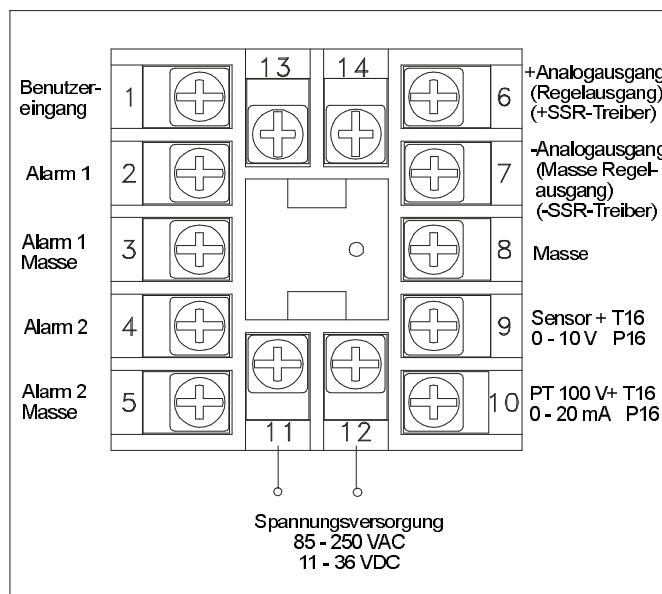 Benutzer-
eingang
1
13
14
6
+Analogausgang
(Regelausgang)
(+SSR-Treiber)
Alarm 1
2
7
-Analogausgang
(Masse Regel-
ausgang)
(-SSR-Treiber)
Alarm 1
Masse
3
8
Masse
Alarm 2
4
9
Sensor + T16
0 - 10 V P16
Alarm 2
Masse
5
11
12
10
PT 100 V+ T16
0 - 20 mA P16
Spannungsversorgung
85 - 250 VAC
11 - 36 VDC